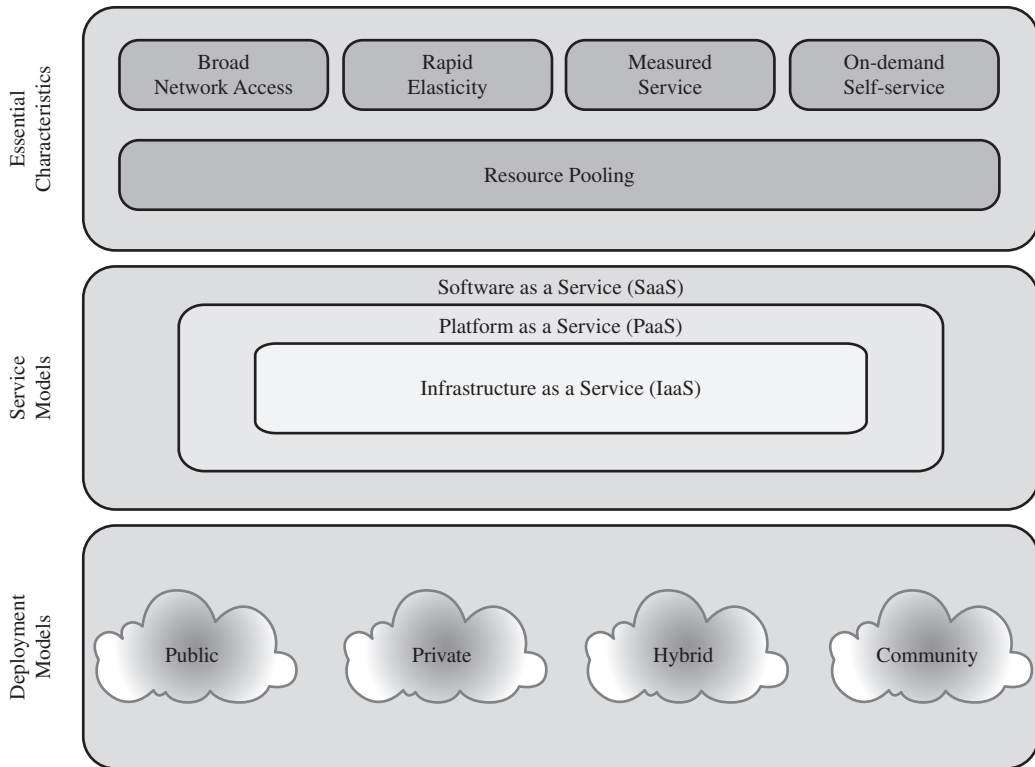 Essential
Characteristics
Broad
Network Access
Rapid
Elasticity
Measured
Service
On-demand
Self-service
Resource Pooling
Service
Models
Software as a Service (SaaS)
Platform as a Service (PaaS)
Infrastructure as a Service (IaaS)
Deployment
Models
Public
Private
Hybrid
Community